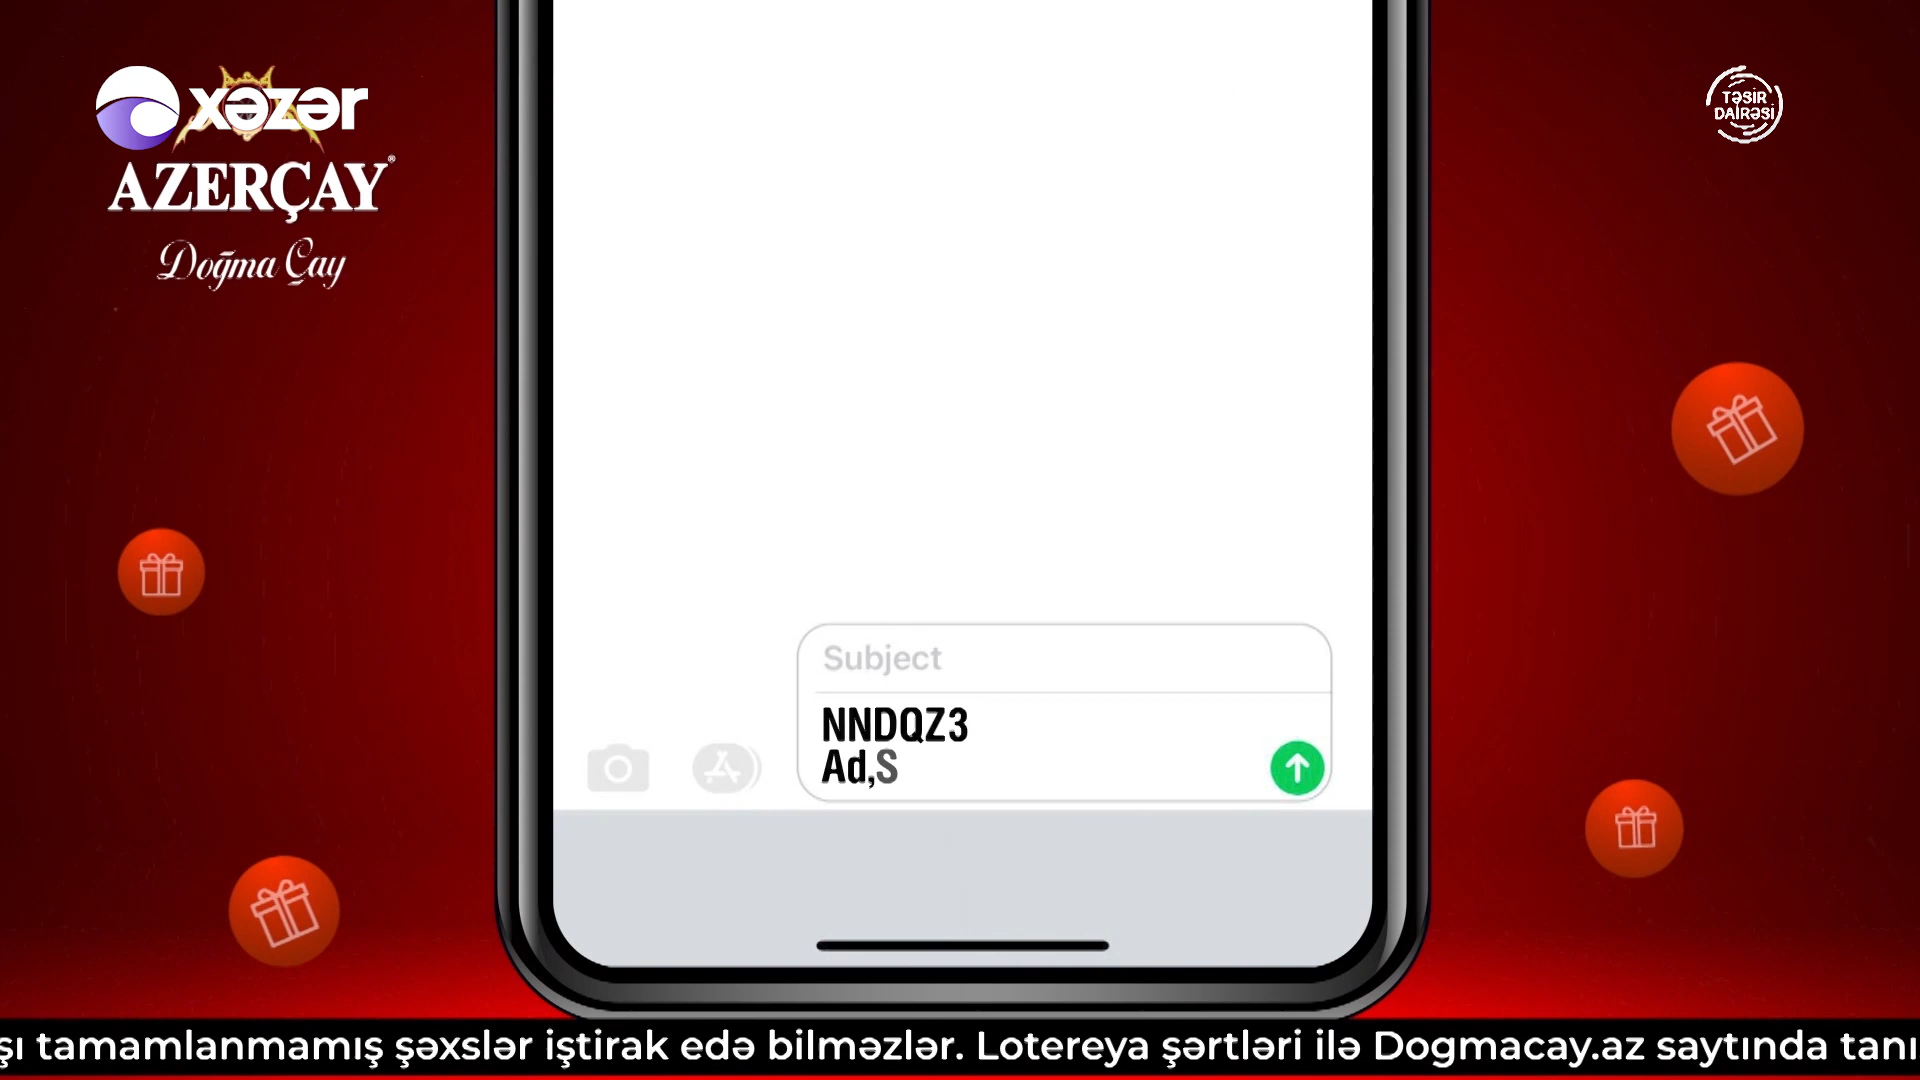 xəzər
AZERÇAY®
Doğma Çay
TƏSİR
DAİRƏSİ
Subject
NNDQZ3
Ad,S
şı tamamlanmamış şəxslər iştirak edə bilməzlər. Lotereya şərtləri ilə Dogmacay.az saytında tanı